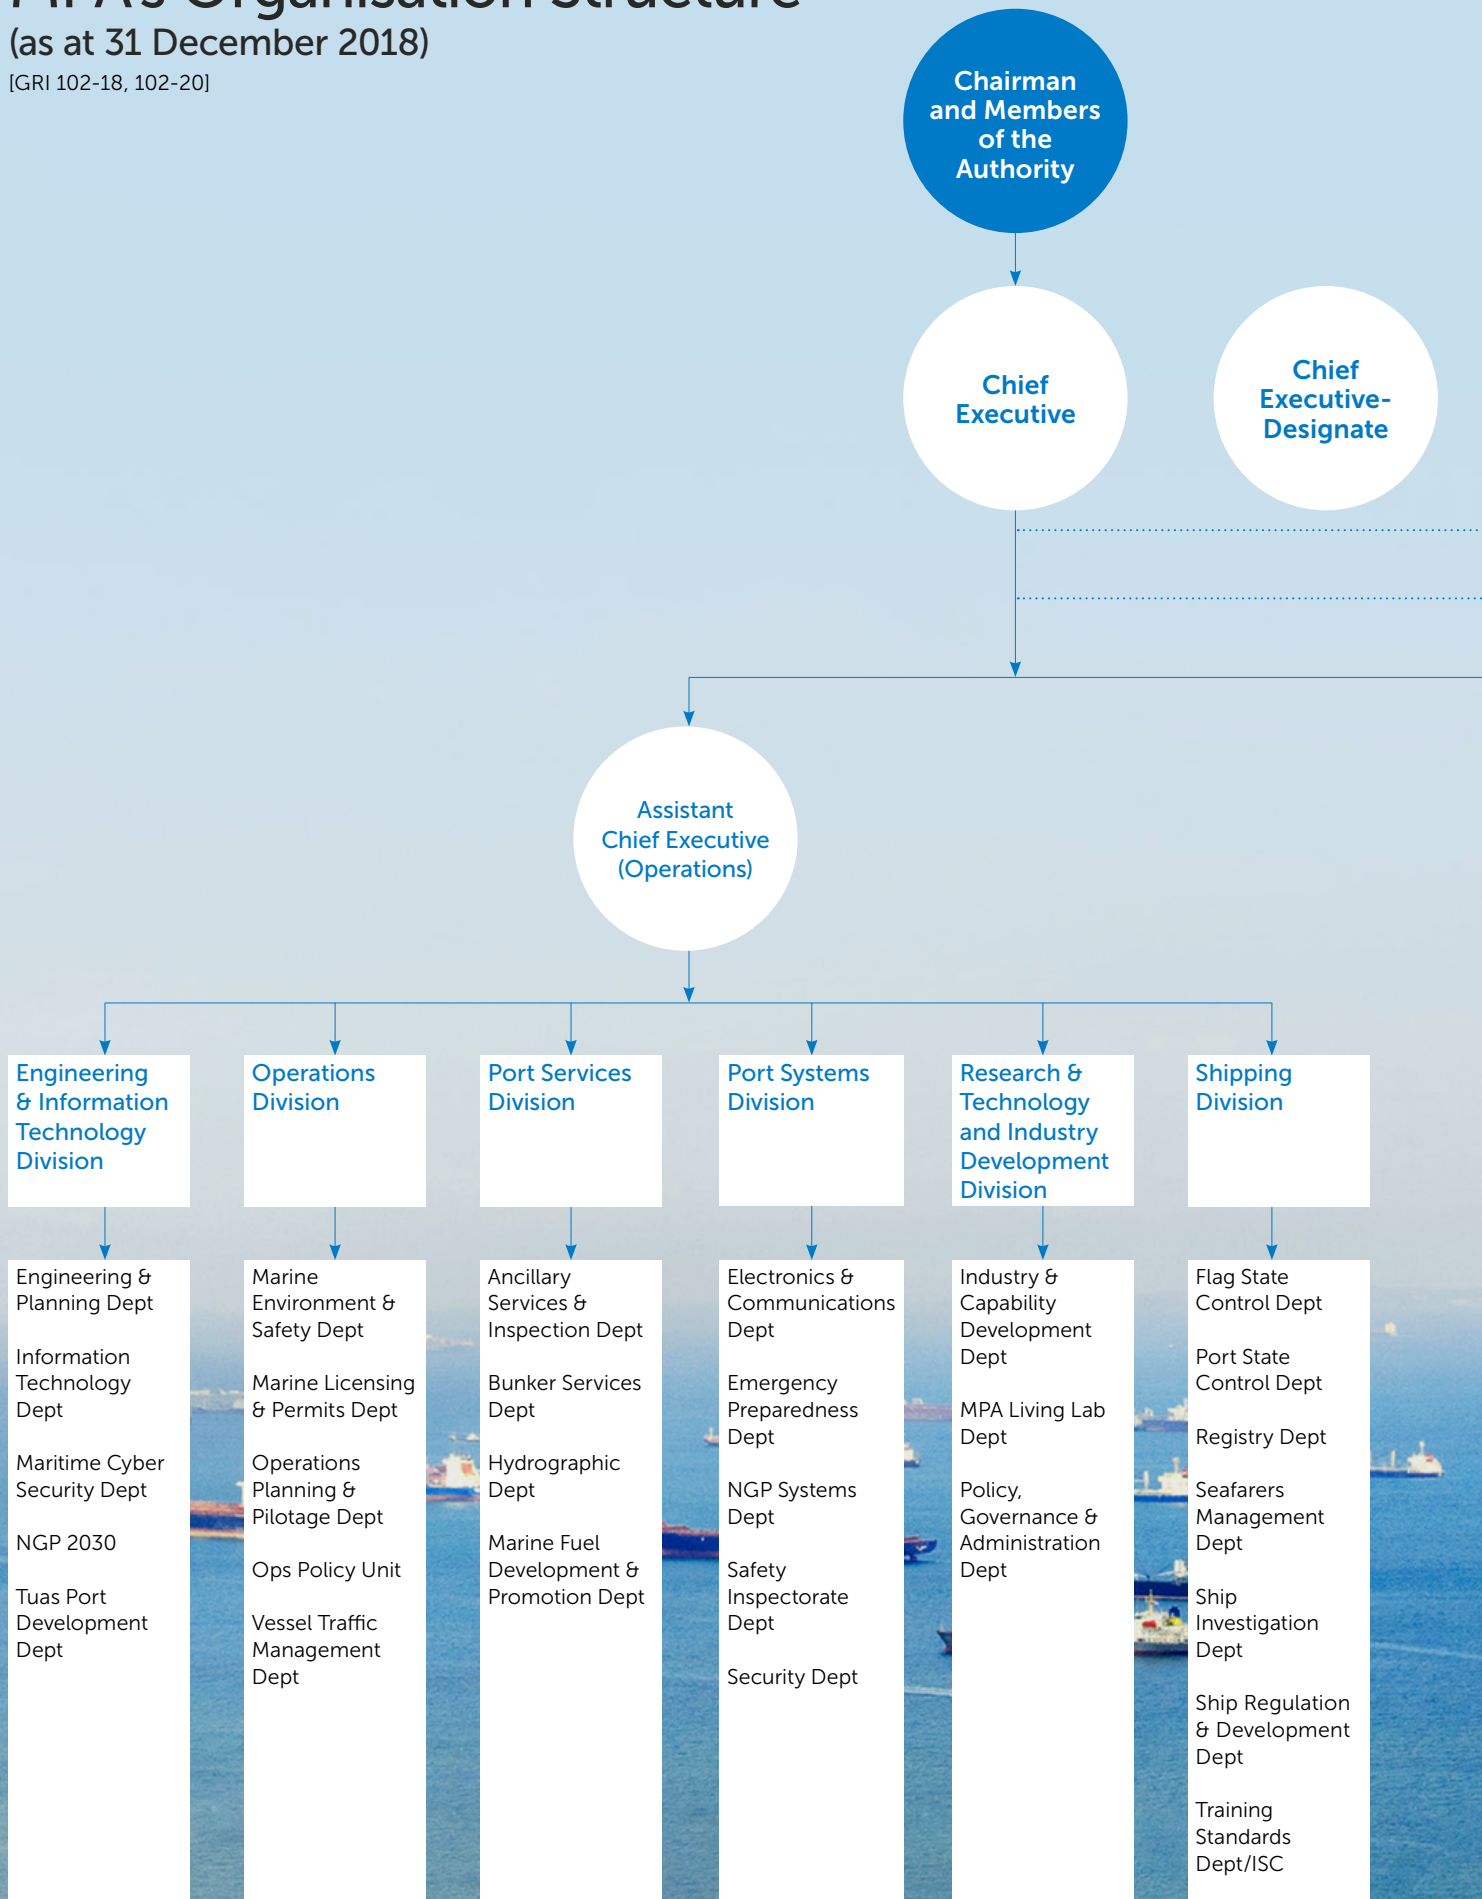 MPA's Organisation Structure
(as at 31 December 2018)
[GRI 102-18, 102-20]
Chairman
and Members
of the
Authority
Chief
Executive
Chief
Executive-
Designate
Assistant
Chief Executive
(Operations)
Engineering
& Information
Technology
Division
Operations
Division
Port Services
Division
Port Systems
Division
Research &
Technology
and Industry
Development
Division
Shipping
Division
Engineering &
Planning Dept
Information
Technology
Dept
Maritime Cyber
Security Dept
NGP 2030
Tuas Port
Development
Dept
Marine
Environment &
Safety Dept
Marine Licensing
& Permits Dept
Operations
Planning &
Pilotage Dept
Ops Policy Unit
Vessel Traffic
Management
Dept
Ancillary
Services &
Inspection Dept
Bunker Services
Dept
Hydrographic
Dept
Marine Fuel
Development &
Promotion Dept
Electronics &
Communications
Dept
Emergency
Preparedness
Dept
NGP Systems
Dept
Safety
Inspectorate
Dept
Security Dept
Industry &
Capability
Development
Dept
MPA Living Lab
Dept
Policy,
Governance &
Administration
Dept
Flag State
Control Dept
Port State
Control Dept
Registry Dept
Seafarers
Management
Dept
Ship
Investigation
Dept
Ship Regulation
& Development
Dept
Training
Standards
Dept/ISC